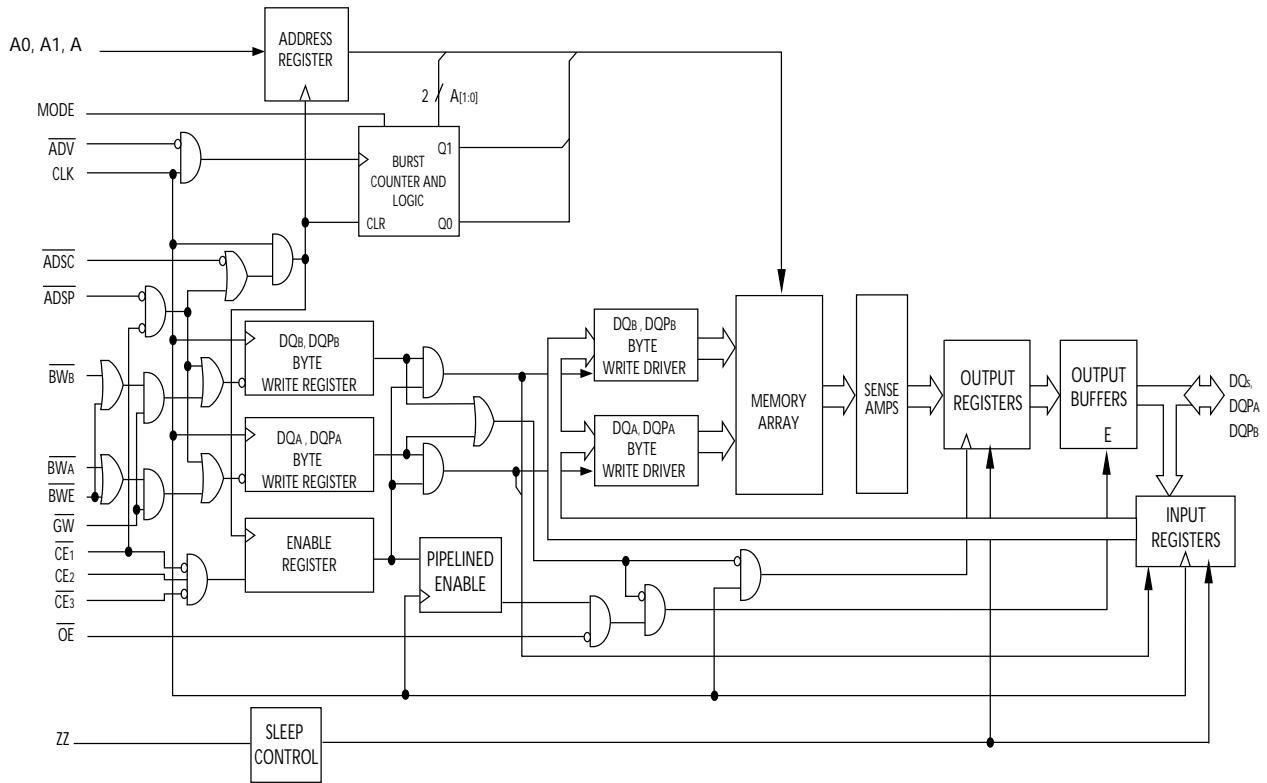 A0, A1, A
ADDRESS
REGISTER
MODE
2 A[1:0]
ADV
CLK
BURST
COUNTER AND
LOGIC
CLR
Q1
Q0
ADSC
ADSP
DQB, DQPB
BYTE
WRITE REGISTER
DQB, DQPB
BYTE
WRITE DRIVER
MEMORY
ARRAY
SENSE
AMPS
OUTPUT
REGISTERS
OUTPUT
BUFFERS
E
DQs,
DQPA
DQPB
BWB
DQA, DQPA
BYTE
WRITE REGISTER
DQA, DQPA
BYTE
WRITE DRIVER
BWA
BWE
GW
CE1
CE2
CE3
ENABLE
REGISTER
PIPELINED
ENABLE
INPUT
REGISTERS
OE
ZZ
SLEEP
CONTROL